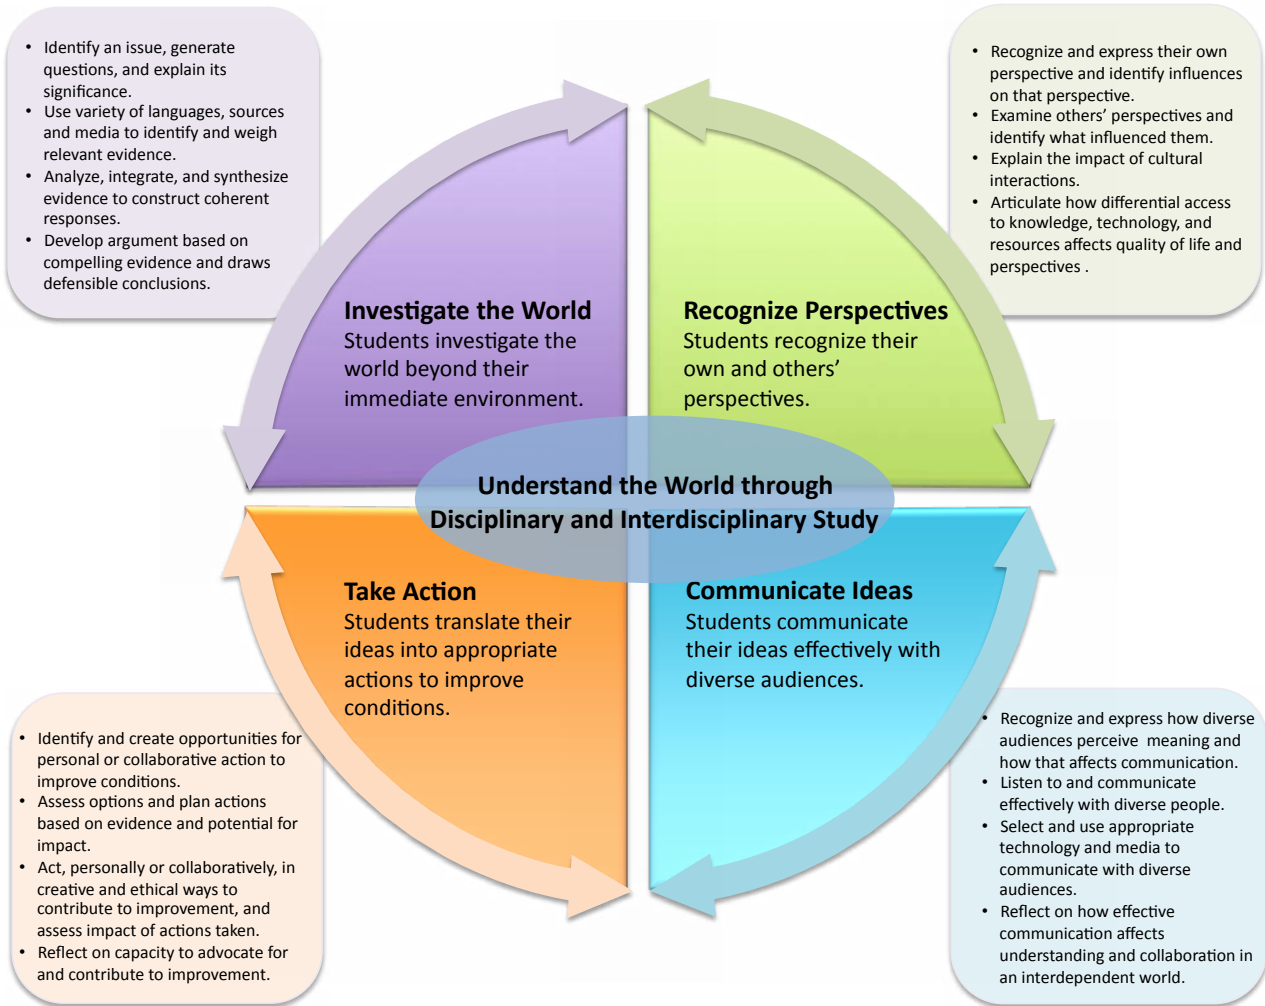 • Identify an issue, generate
questions, and explain its
significance.
• Use variety of languages, sources
and media to identify and weigh
relevant evidence.
• Analyze, integrate, and synthesize
evidence to construct coherent
responses.
• Develop argument based on
compelling evidence and draws
defensible conclusions.
• Recognize and express their own
perspective and identify influences
on that perspective.
• Examine others’ perspectives and
identify what influenced them.
• Explain the impact of cultural
interactions.
• Articulate how differential access
to knowledge, technology, and
resources affects quality of life and
perspectives .
Investigate the World
Students investigate the
world beyond their
immediate environment.
Recognize Perspectives
Students recognize their
own and others’
perspectives.
Understand the World through
Disciplinary and Interdisciplinary Study
Take Action
Students translate their
ideas into appropriate
actions to improve
conditions.
Communicate Ideas
Students communicate
their ideas effectively with
diverse audiences.
• Identify and create opportunities for
personal or collaborative action to
improve conditions.
• Assess options and plan actions
based on evidence and potential for
impact.
• Act, personally or collaboratively, in
creative and ethical ways to
contribute to improvement, and
assess impact of actions taken.
• Reflect on capacity to advocate for
and contribute to improvement.
• Recognize and express how diverse
audiences perceive meaning and
how that affects communication.
• Listen to and communicate
effectively with diverse people.
• Select and use appropriate
technology and media to
communicate with diverse
audiences.
• Reflect on how effective
communication affects
understanding and collaboration in
an interdependent world.